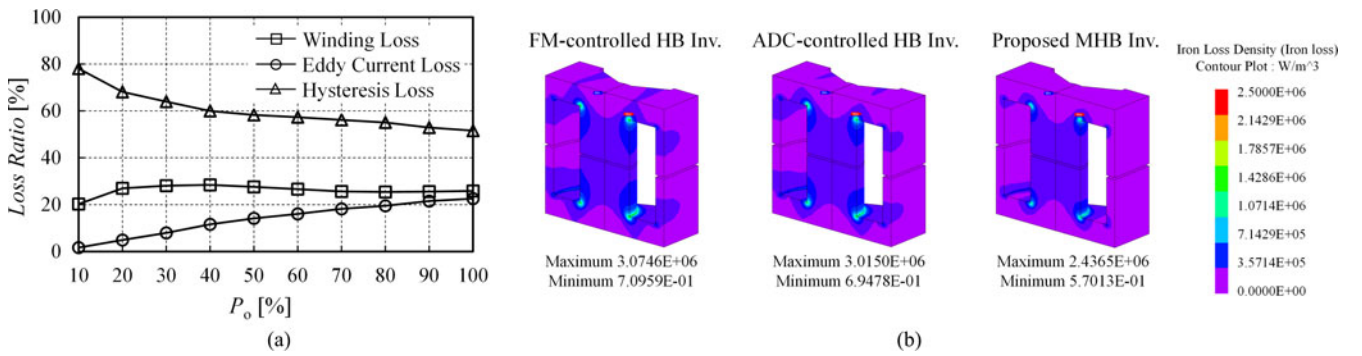 100
80
60
40
20
0
Loss Ratio [%]
Winding Loss
Eddy Current Loss
Hysteresis Loss
10 20 30 40 50 60 70 80 90 100
Po [%]
(a)
FM-controlled HB Inv.
ADC-controlled HB Inv.
Proposed MHB Inv.
Maximum 3.0746E+06
Minimum 7.0959E-01
Maximum 3.0150E+06
Minimum 6.9478E-01
Maximum 2.4365E+06
Minimum 5.7013E-01
Iron Loss Density (Iron loss)
Contour Plot : W/m^3
2.5000E+06
2.1429E+06
1.7857E+06
1.4286E+06
1.0714E+06
7.1429E+05
3.5714E+05
0.0000E+00
(b)